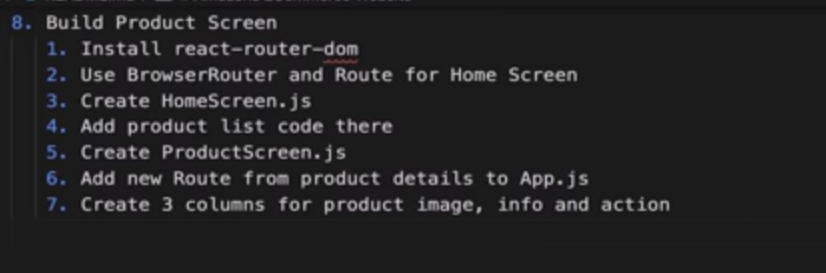 8. Build Product Screen
1. Install react-router-dom
2. Use BrowserRouter and Route for Home Screen
3. Create HomeScreen.js
4. Add product list code there
5. Create ProductScreen.js
6. Add new Route from product details to App.js
7. Create 3 columns for product image, info and action